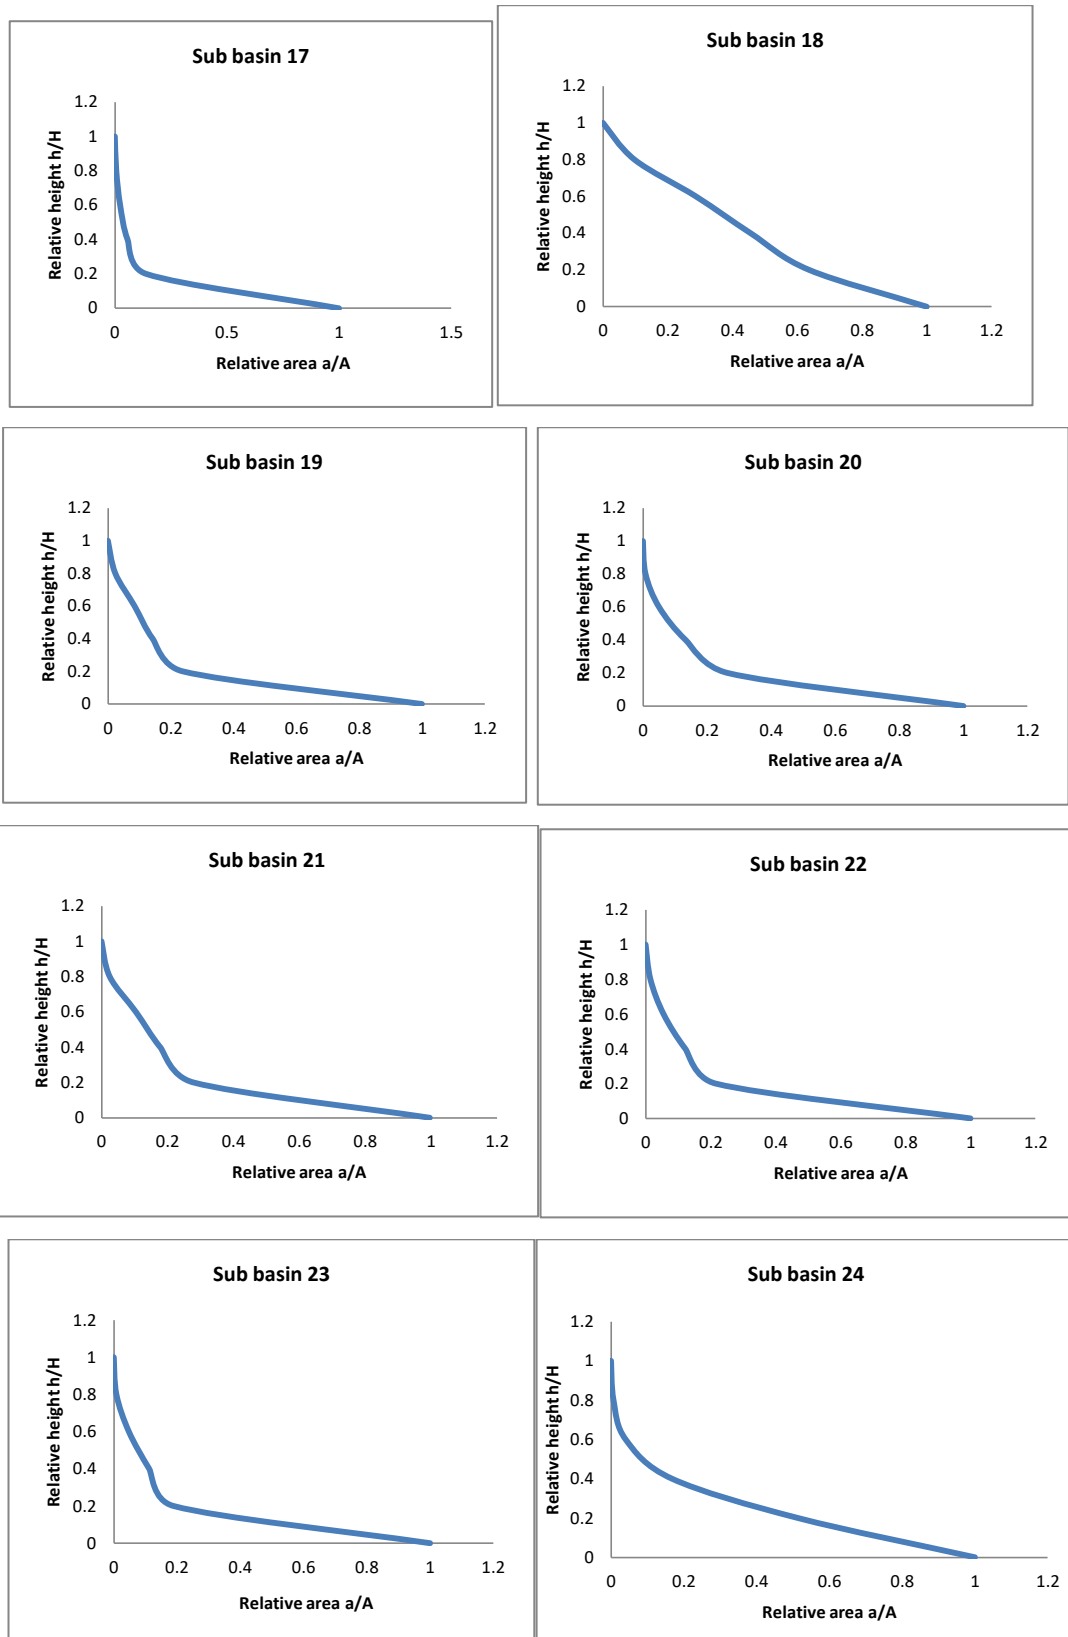 Sub basin 17
Relative height h/H
1.2
1
0.8
0.6
0.4
0.2
0
0 0.5 1 1.5
Relative area a/A
Sub basin 18
Relative height h/H
1.2
1
0.8
0.6
0.4
0.2
0
0 0.2 0.4 0.6 0.8 1 1.2
Relative area a/A
Sub basin 19
Relative height h/H
1.2
1
0.8
0.6
0.4
0.2
0
0 0.2 0.4 0.6 0.8 1 1.2
Relative area a/A
Sub basin 20
Relative height h/H
1.2
1
0.8
0.6
0.4
0.2
0
0 0.2 0.4 0.6 0.8 1 1.2
Relative area a/A
Sub basin 21
Relative height h/H
1.2
1
0.8
0.6
0.4
0.2
0
0 0.2 0.4 0.6 0.8 1 1.2
Relative area a/A
Sub basin 22
Relative height h/H
1.2
1
0.8
0.6
0.4
0.2
0
0 0.2 0.4 0.6 0.8 1 1.2
Relative area a/A
Sub basin 23
Relative height h/H
1.2
1
0.8
0.6
0.4
0.2
0
0 0.2 0.4 0.6 0.8 1 1.2
Relative area a/A
Sub basin 24
Relative height h/H
1.2
1
0.8
0.6
0.4
0.2
0
0 0.2 0.4 0.6 0.8 1 1.2
Relative area a/A